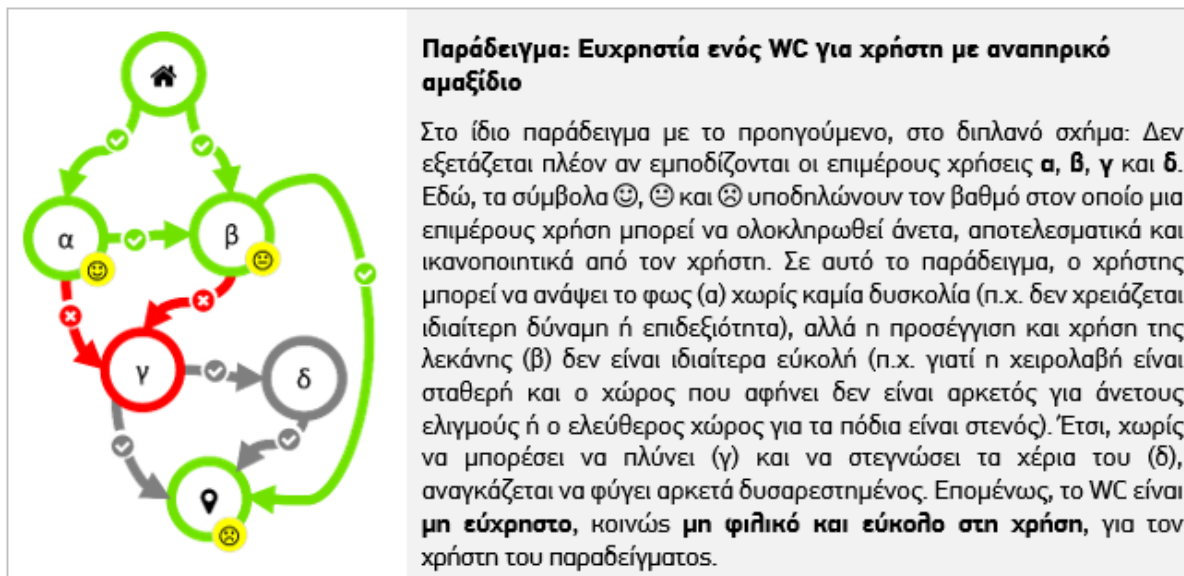 Παράδειγμα: Ευχρηστία ενός WC για χρήστη με αναπηρικό
αμαξίδιο
Στο ίδιο παράδειγμα με το προηγούμενο, στο διπλανό σχήμα: Δεν
εξετάζεται πλέον αν εμποδίζονται οι επιμέρους χρήσεις α, β, γ και δ.
Εδώ, τα σύμβολα ☺, 😐 και ☹ υποδηλώνουν τον βαθμό στον οποίο μια
επιμέρους χρήση μπορεί να ολοκληρωθεί άνετα, αποτελεσματικά και
ικανοποιητικά από τον χρήστη. Σε αυτό το παράδειγμα, ο χρήστης
μπορεί να ανάψει το φως (α) χωρίς καμία δυσκολία (π.χ. δεν χρειάζεται
ιδιαίτερη δύναμη ή επιδεξιότητα), αλλά η προσέγγιση και χρήση της
λεκάνης (β) δεν είναι ιδιαίτερα εύκολή (π.χ. γιατί η χειρολαβή είναι
σταθερή και ο χώρος που αφήνει δεν είναι αρκετός για άνετους
ελιγμούς ή ο ελεύθερος χώρος για τα πόδια είναι στενός). Έτσι, χωρίς
να μπορέσει να πλύνει (γ) και να στεγνώσει τα χέρια του (δ),
αναγκάζεται να φύγει αρκετά δυσαρεστημένος. Επομένως, το WC είναι
μη εύχρηστο, κοινώς μη φιλικό και εύκολο στη χρήση, για τον
χρήστη του παραδείγματος.
α
β
γ
δ